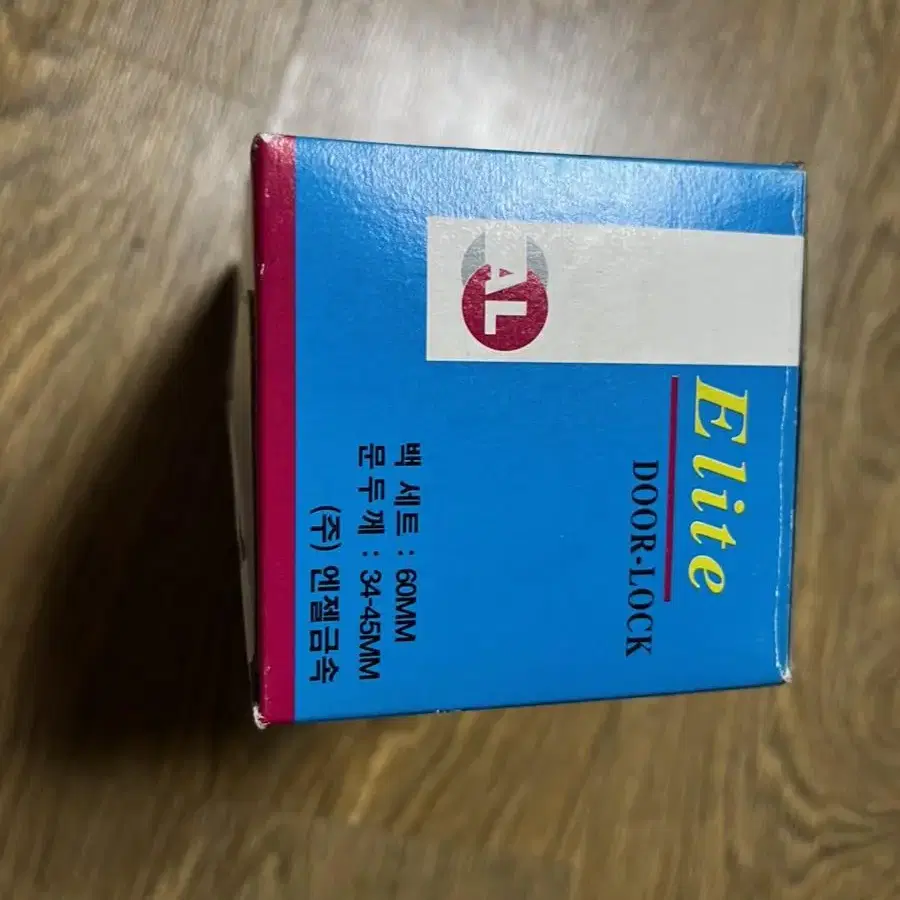 AL
Elite
DOOR-LOCK
백 세트 : 60MM
문 두 께 : 34-45MM
(주) 엔젤금속